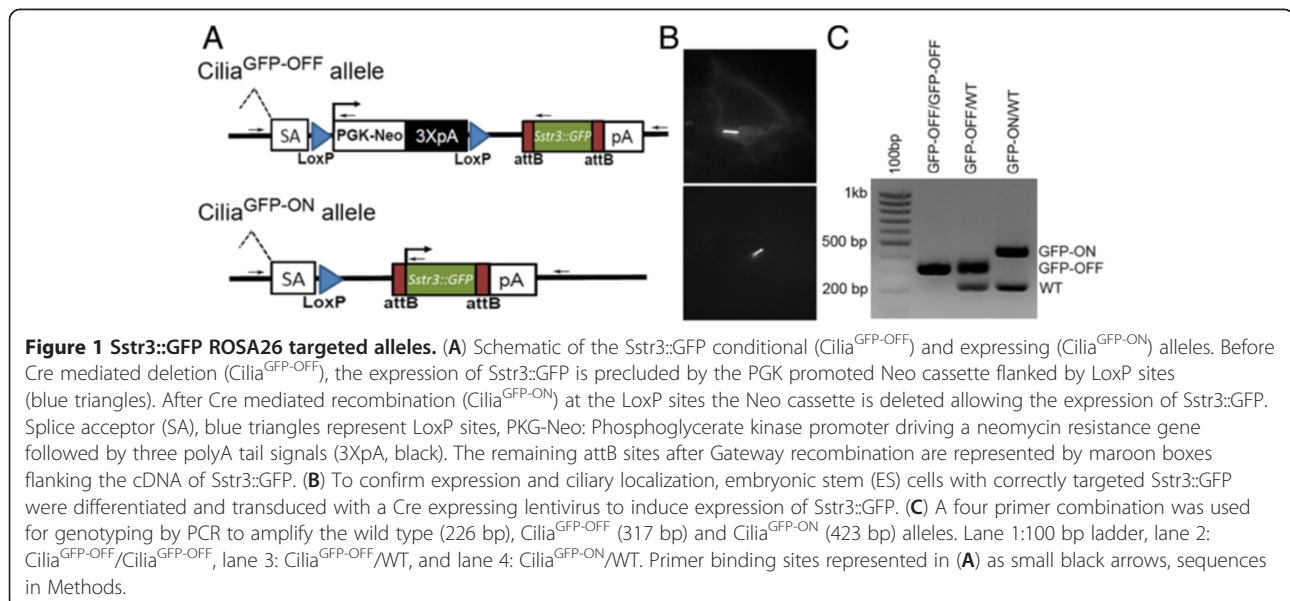 A
Cilia^GFP-OFF allele
SA
PGK-Neo
3XpA
Sstr3::GFP
pA
LoxP
LoxP
attB
attB
Cilia^GFP-ON allele
SA
Sstr3::GFP
pA
LoxP
attB
attB
B
C
100bp
GFP-OFF/GFP-OFF
GFP-OFF/WT
GFP-ON/WT
1kb
500 bp
200 bp
GFP-ON
GFP-OFF
WT
Figure 1 Sstr3::GFP ROSA26 targeted alleles. (A) Schematic of the Sstr3::GFP conditional (Cilia^GFP-OFF) and expressing (Cilia^GFP-ON) alleles. Before
Cre mediated deletion (Cilia^GFP-OFF), the expression of Sstr3::GFP is precluded by the PGK promoted Neo cassette flanked by LoxP sites
(blue triangles). After Cre mediated recombination (Cilia^GFP-ON) at the LoxP sites the Neo cassette is deleted allowing the expression of Sstr3::GFP.
Splice acceptor (SA), blue triangles represent LoxP sites, PKG-Neo: Phosphoglycerate kinase promoter driving a neomycin resistance gene
followed by three polyA tail signals (3XpA, black). The remaining attB sites after Gateway recombination are represented by maroon boxes
flanking the cDNA of Sstr3::GFP. (B) To confirm expression and ciliary localization, embryonic stem (ES) cells with correctly targeted Sstr3::GFP
were differentiated and transduced with a Cre expressing lentivirus to induce expression of Sstr3::GFP. (C) A four primer combination was used
for genotyping by PCR to amplify the wild type (226 bp), Cilia^GFP-OFF (317 bp) and Cilia^GFP-ON (423 bp) alleles. Lane 1:100 bp ladder, lane 2:
Cilia^GFP-OFF/Cilia^GFP-OFF, lane 3: Cilia^GFP-OFF/WT, and lane 4: Cilia^GFP-ON/WT. Primer binding sites represented in (A) as small black arrows, sequences
in Methods.